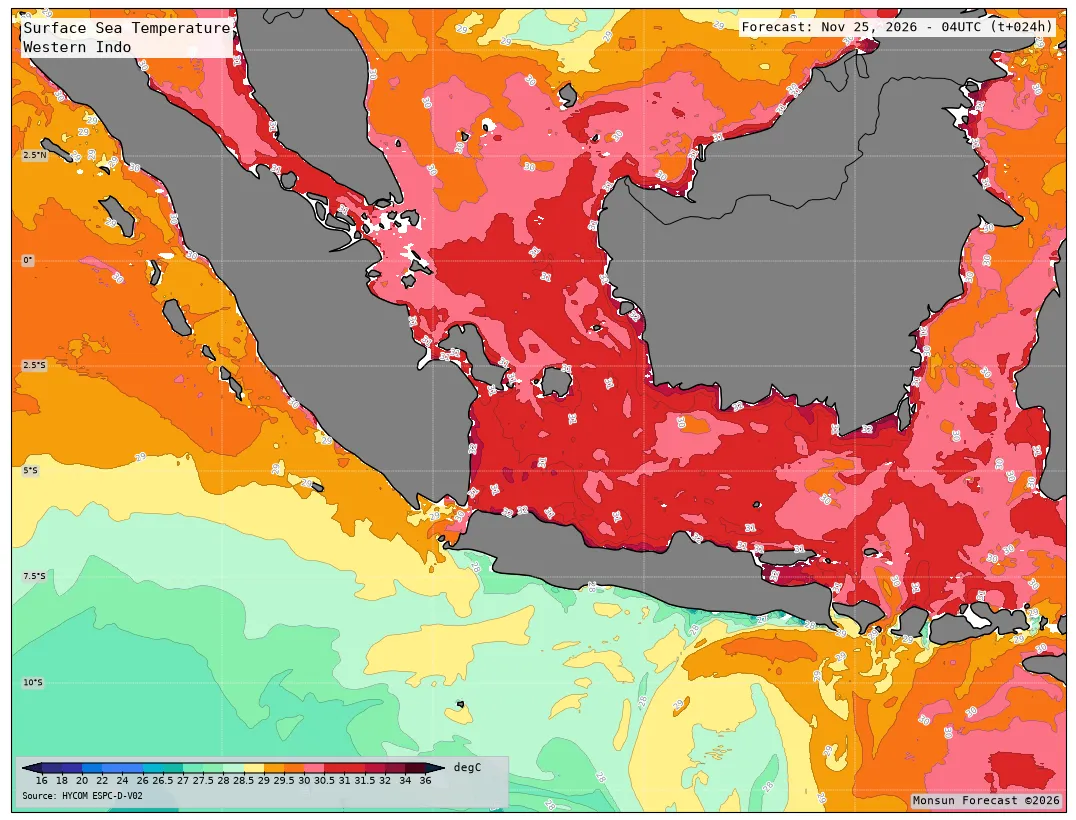 Surface Sea Temperature
Western Indo
Forecast: Nov 25, 2026 - 04UTC (t+024h)
2.5°N
0°
2.5°S
5°S
7.5°S
10°S
degC
16 18 20 22 24 26 26.5 27 27.5 28 28.5 29 29.5 30 30.5 31 31.5 32 34 36
Source: HYCOM ESPC-D-V02
Monsun Forecast ©2026